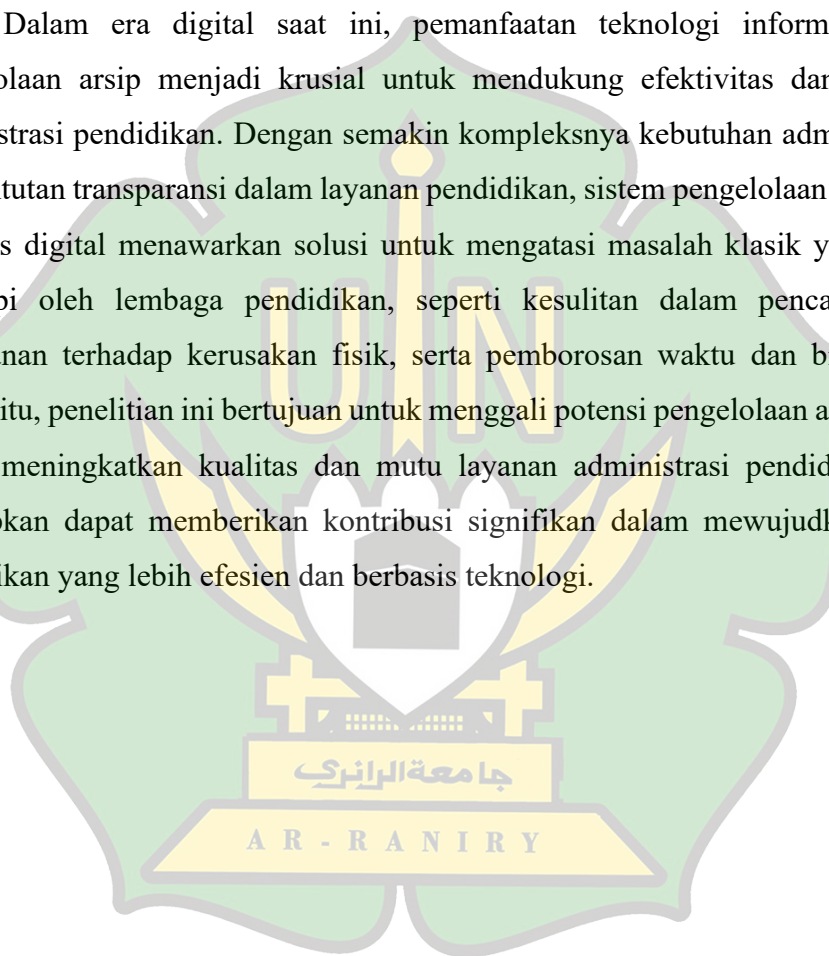 Dalam era digital saat ini, pemanfaatan teknologi inform
olaan arsip menjadi krusial untuk mendukung efektivitas dan
strasi pendidikan. Dengan semakin kompleksnya kebutuhan adm
tutan transparansi dalam layanan pendidikan, sistem pengelolaan
s digital menawarkan solusi untuk mengatasi masalah klasik y
pi oleh lembaga pendidikan, seperti kesulitan dalam penca
nan terhadap kerusakan fisik, serta pemborosan waktu dan b
itu, penelitian ini bertujuan untuk menggali potensi pengelolaan a
meningkatkan kualitas dan mutu layanan administrasi pendid
kan dapat memberikan kontribusi signifikan dalam mewujudk
ikan yang lebih efesien dan berbasis teknologi.
UIN
جامعةالرانري
AR-RANIRY